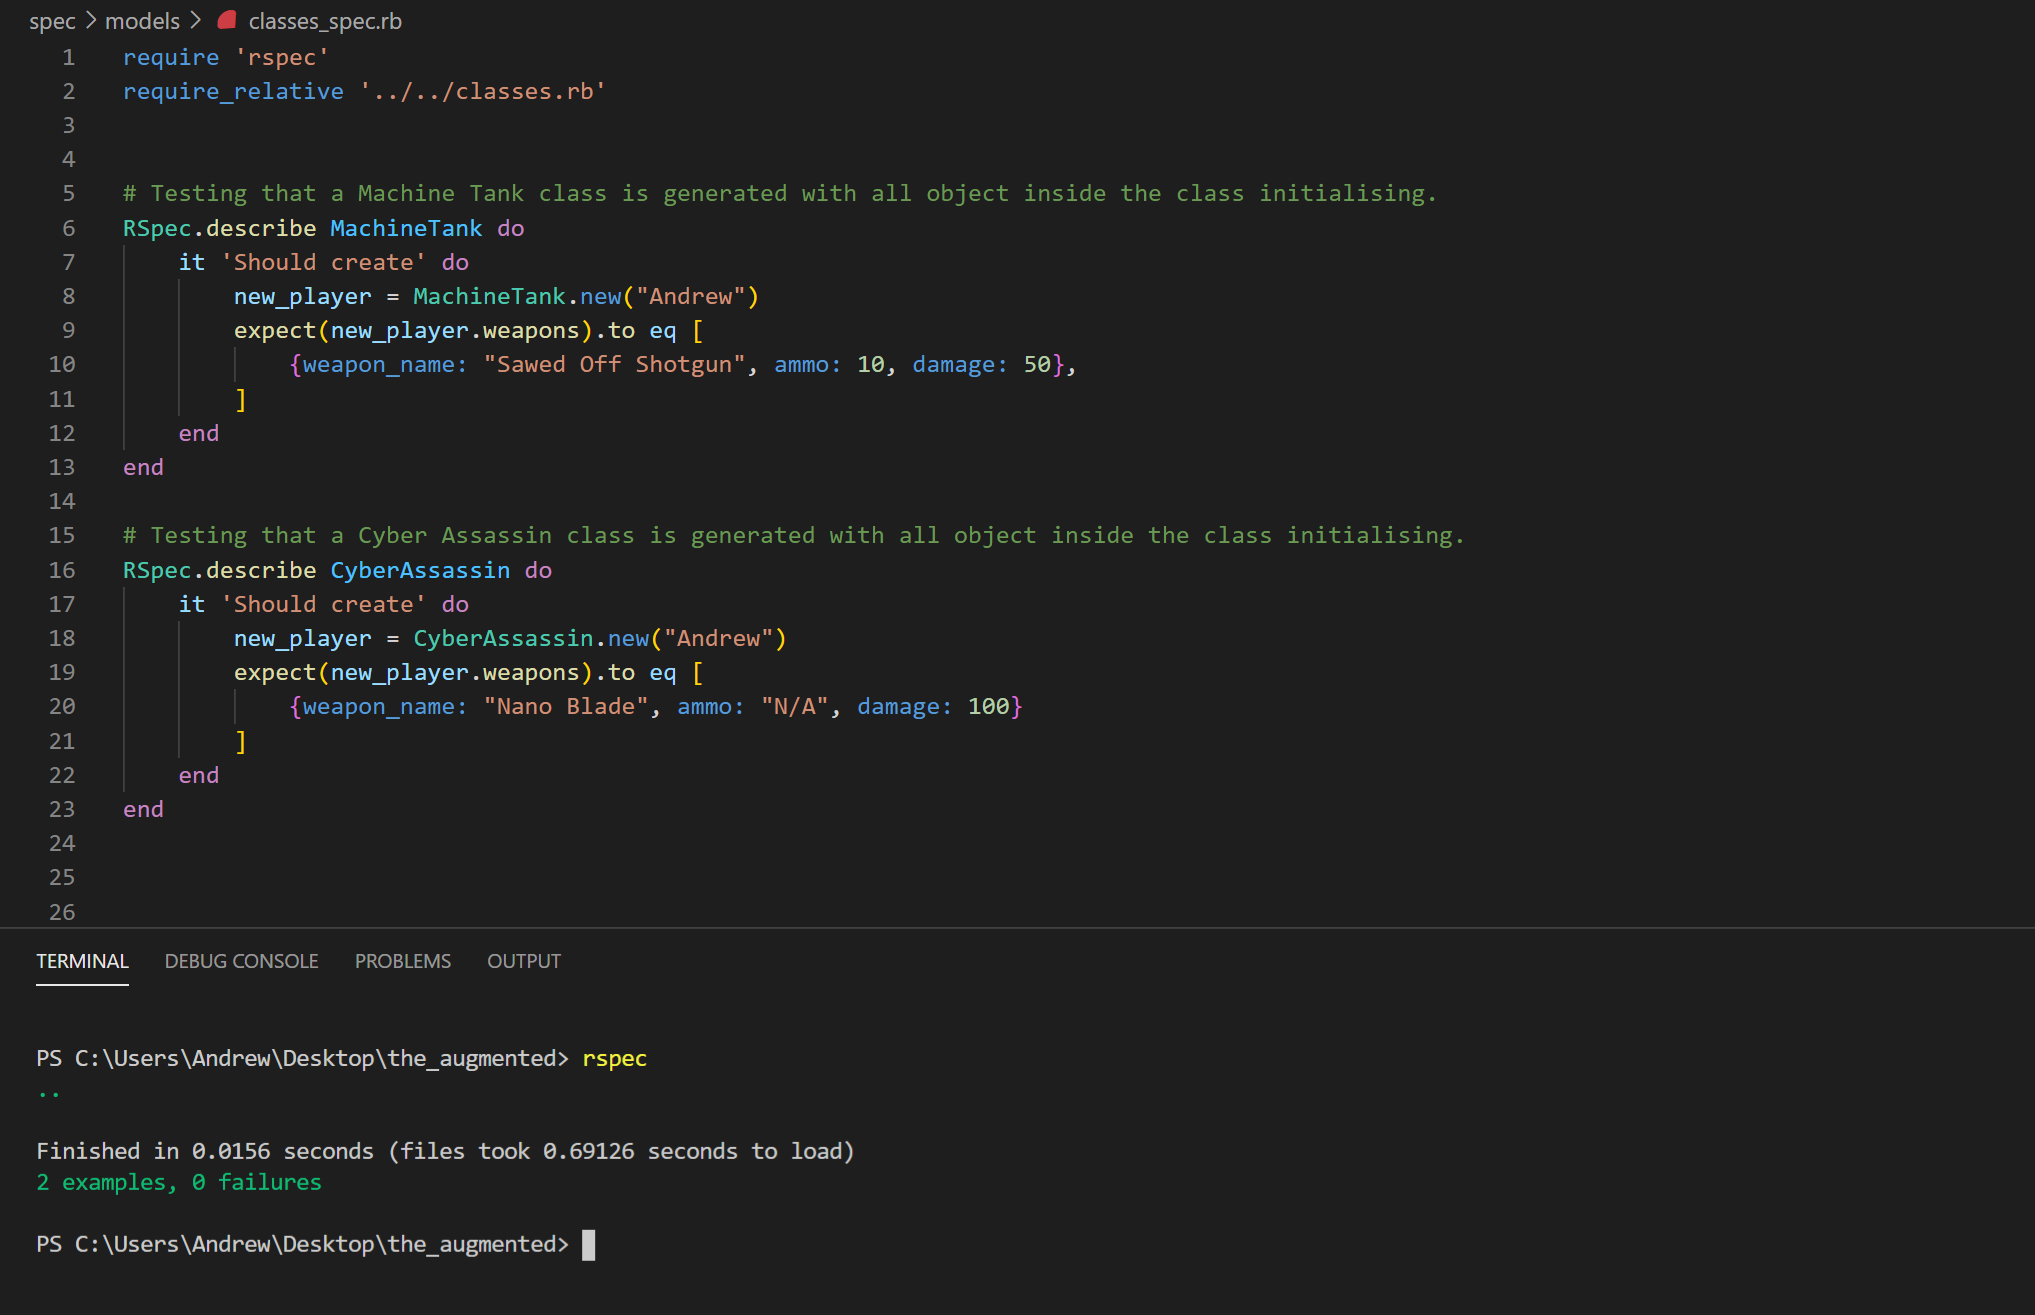 spec > models > classes_spec.rb
1 require 'rspec'
2 require_relative '../../classes.rb'
3
4
5 # Testing that a Machine Tank class is generated with all object inside the class initialising.
6 RSpec.describe MachineTank do
7     it 'Should create' do
8         new_player = MachineTank.new("Andrew")
9         expect(new_player.weapons).to eq [
10             {weapon_name: "Sawed Off Shotgun", ammo: 10, damage: 50},
11         ]
12     end
13 end
14
15 # Testing that a Cyber Assassin class is generated with all object inside the class initialising.
16 RSpec.describe CyberAssassin do
17     it 'Should create' do
18         new_player = CyberAssassin.new("Andrew")
19         expect(new_player.weapons).to eq [
20             {weapon_name: "Nano Blade", ammo: "N/A", damage: 100}
21         ]
22     end
23 end
24
25
26
TERMINAL DEBUG CONSOLE PROBLEMS OUTPUT
PS C:\Users\Andrew\Desktop\the_augmented> rspec
..
Finished in 0.0156 seconds (files took 0.69126 seconds to load)
2 examples, 0 failures
PS C:\Users\Andrew\Desktop\the_augmented>